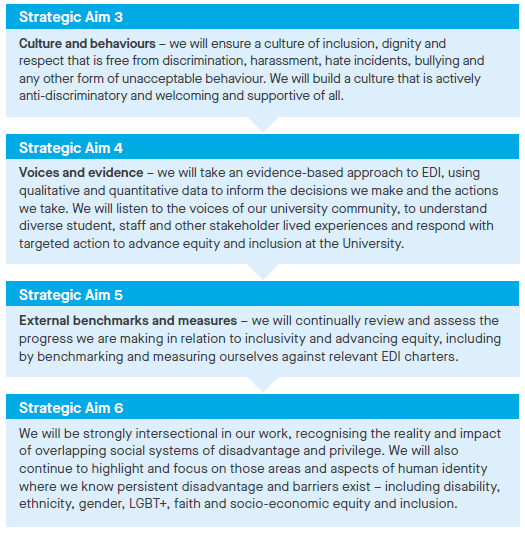 Strategic Aim 3
Culture and behaviours – we will ensure a culture of inclusion, dignity and
respect that is free from discrimination, harassment, hate incidents, bullying and
any other form of unacceptable behaviour. We will build a culture that is actively
anti-discriminatory and welcoming and supportive of all.
Strategic Aim 4
Voices and evidence – we will take an evidence-based approach to EDI, using
qualitative and quantitative data to inform the decisions we make and the actions
we take. We will listen to the voices of our university community, to understand
diverse student, staff and other stakeholder lived experiences and respond with
targeted action to advance equity and inclusion at the University.
Strategic Aim 5
External benchmarks and measures – we will continually review and assess the
progress we are making in relation to inclusivity and advancing equity, including
by benchmarking and measuring ourselves against relevant EDI charters.
Strategic Aim 6
We will be strongly intersectional in our work, recognising the reality and impact
of overlapping social systems of disadvantage and privilege. We will also
continue to highlight and focus on those areas and aspects of human identity
where we know persistent disadvantage and barriers exist – including disability,
ethnicity, gender, LGBT+, faith and socio-economic equity and inclusion.